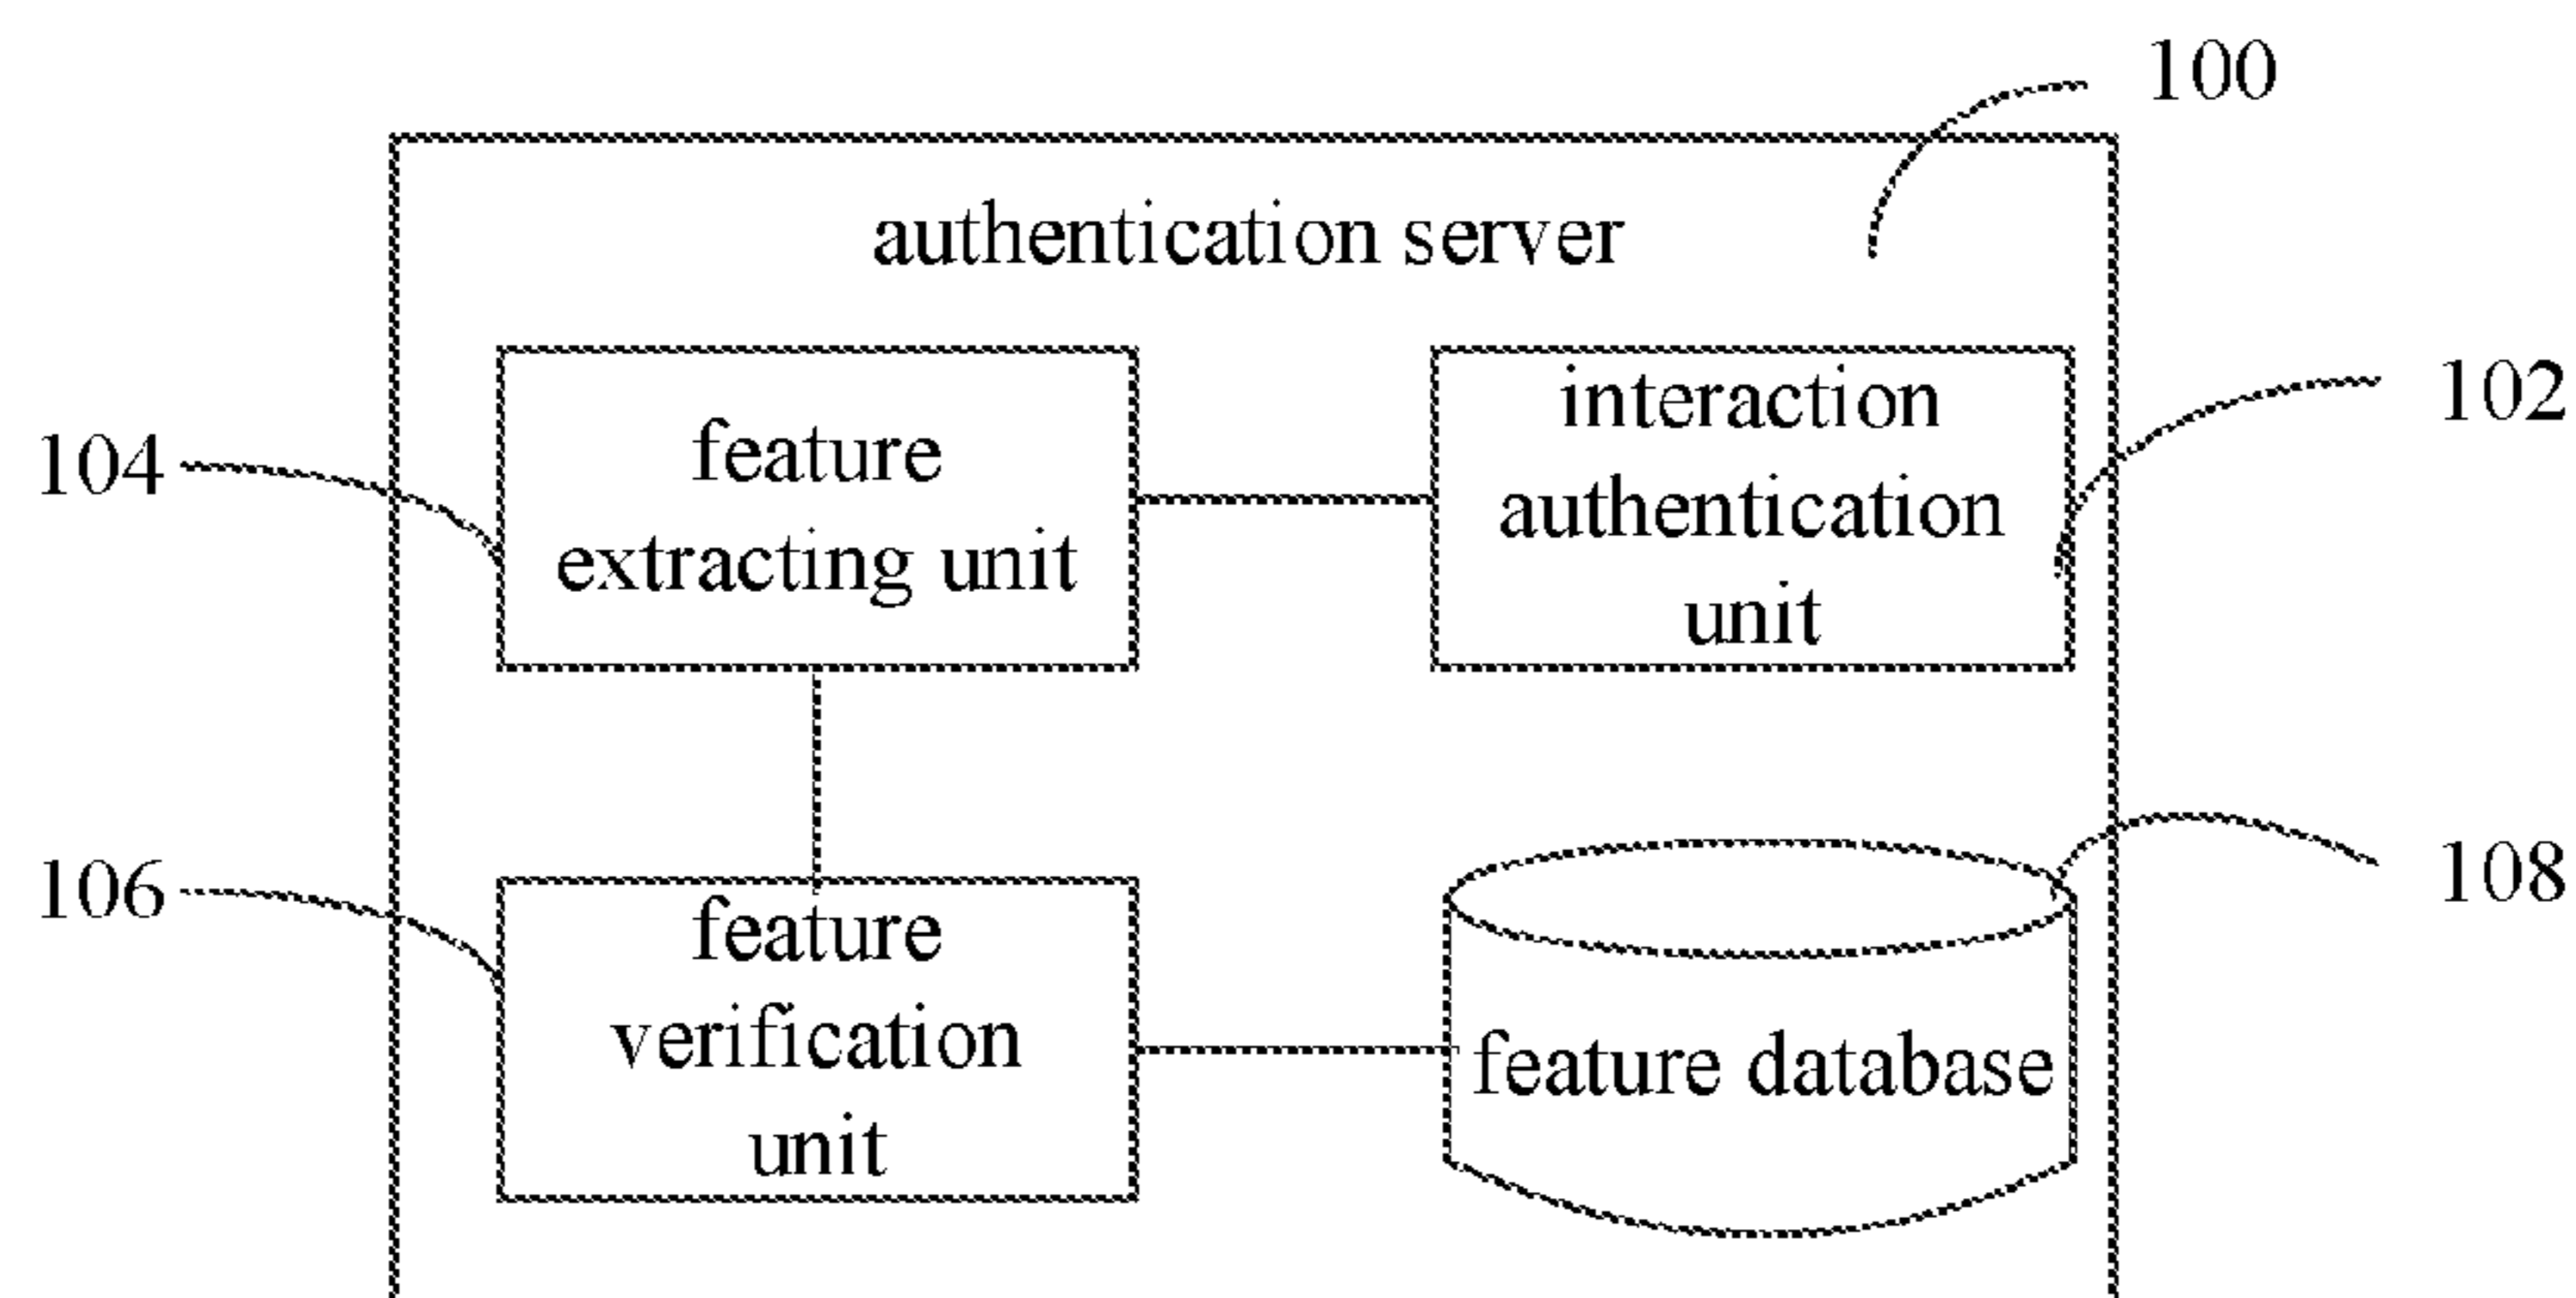 100
authentication server
104
feature
extracting unit
interaction
authentication
unit
102
106
feature
verification
unit
feature database
108